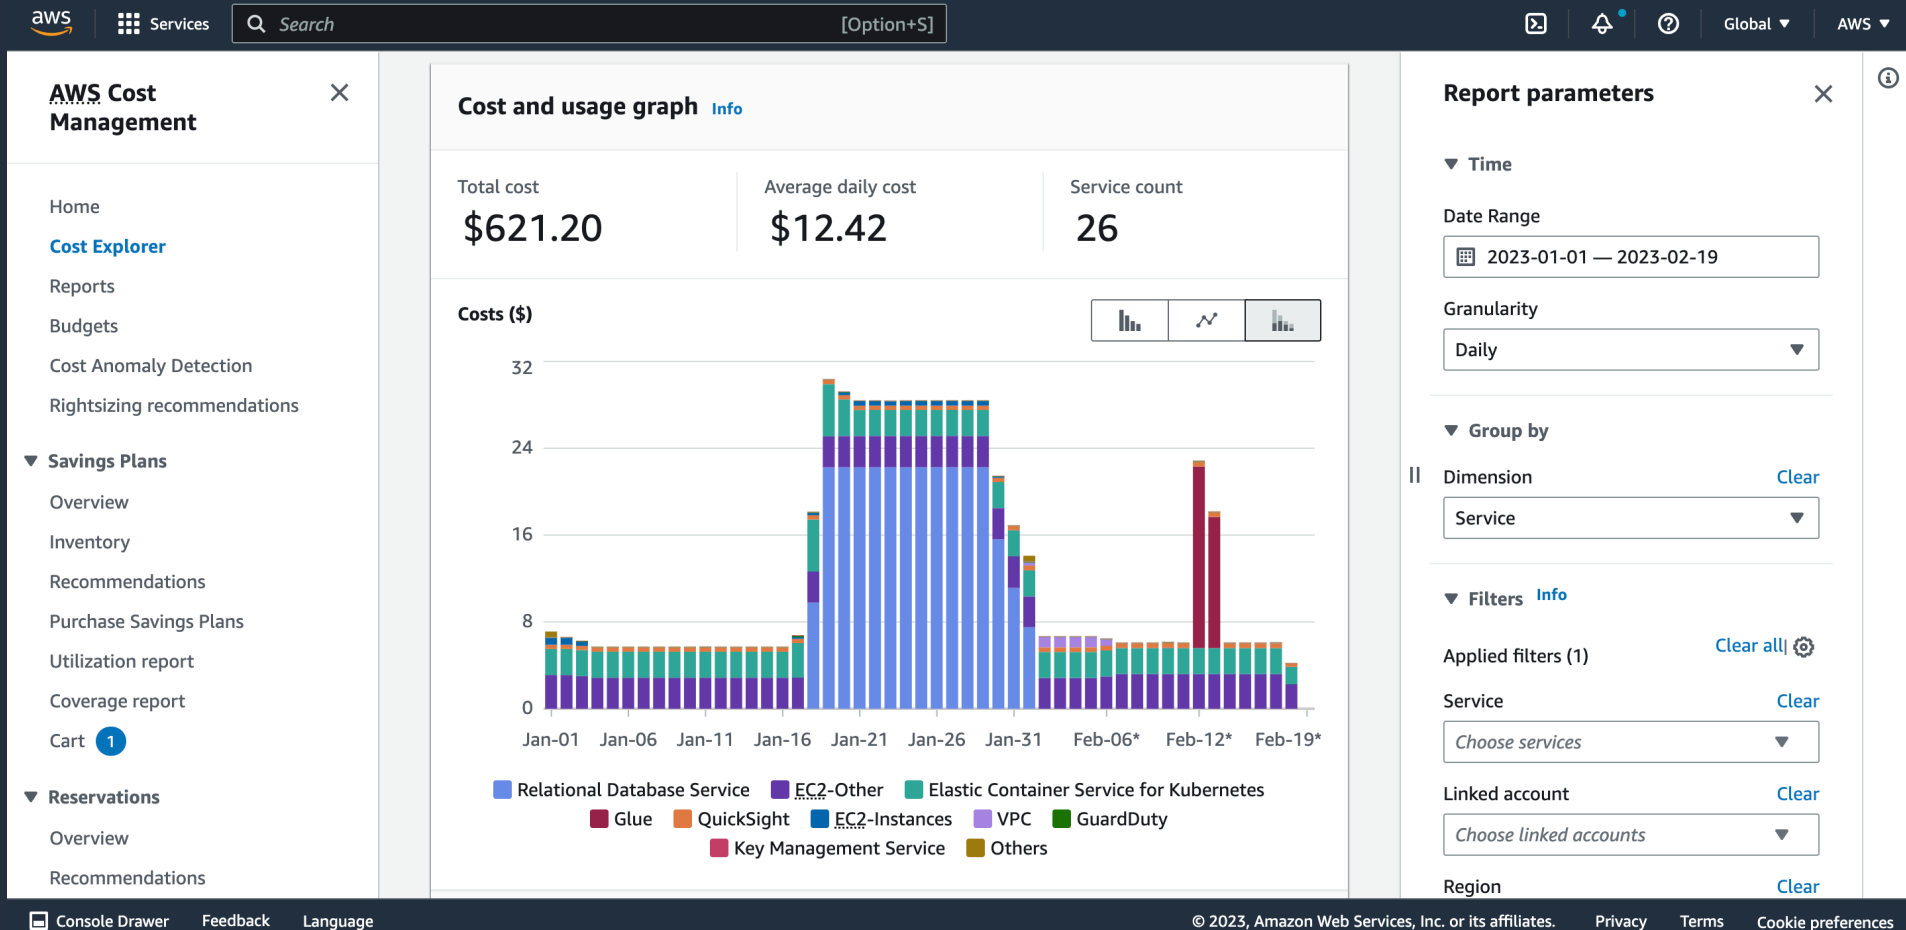 aws
Services
Search [Option+S]
Global
AWS
AWS Cost
Management
Home
Cost Explorer
Reports
Budgets
Cost Anomaly Detection
Rightsizing recommendations
Savings Plans
Overview
Inventory
Recommendations
Purchase Savings Plans
Utilization report
Coverage report
Cart 1
Reservations
Overview
Recommendations
Cost and usage graph Info
Total cost
$621.20
Average daily cost
$12.42
Service count
26
Costs ($)
32
24
16
8
0
Jan-01 Jan-06 Jan-11 Jan-16 Jan-21 Jan-26 Jan-31 Feb-06* Feb-12* Feb-19*
Relational Database Service EC2-Other Elastic Container Service for Kubernetes
Glue QuickSight EC2-Instances VPC GuardDuty
Key Management Service Others
Report parameters
Time
Date Range
2023-01-01 — 2023-02-19
Granularity
Daily
Group by
Dimension Clear
Service
Filters Info
Applied filters (1) Clear all|
Service Clear
Choose services
Linked account Clear
Choose linked accounts
Region Clear
Console Drawer Feedback Language
© 2023, Amazon Web Services, Inc. or its affiliates. Privacy Terms Cookie preferences